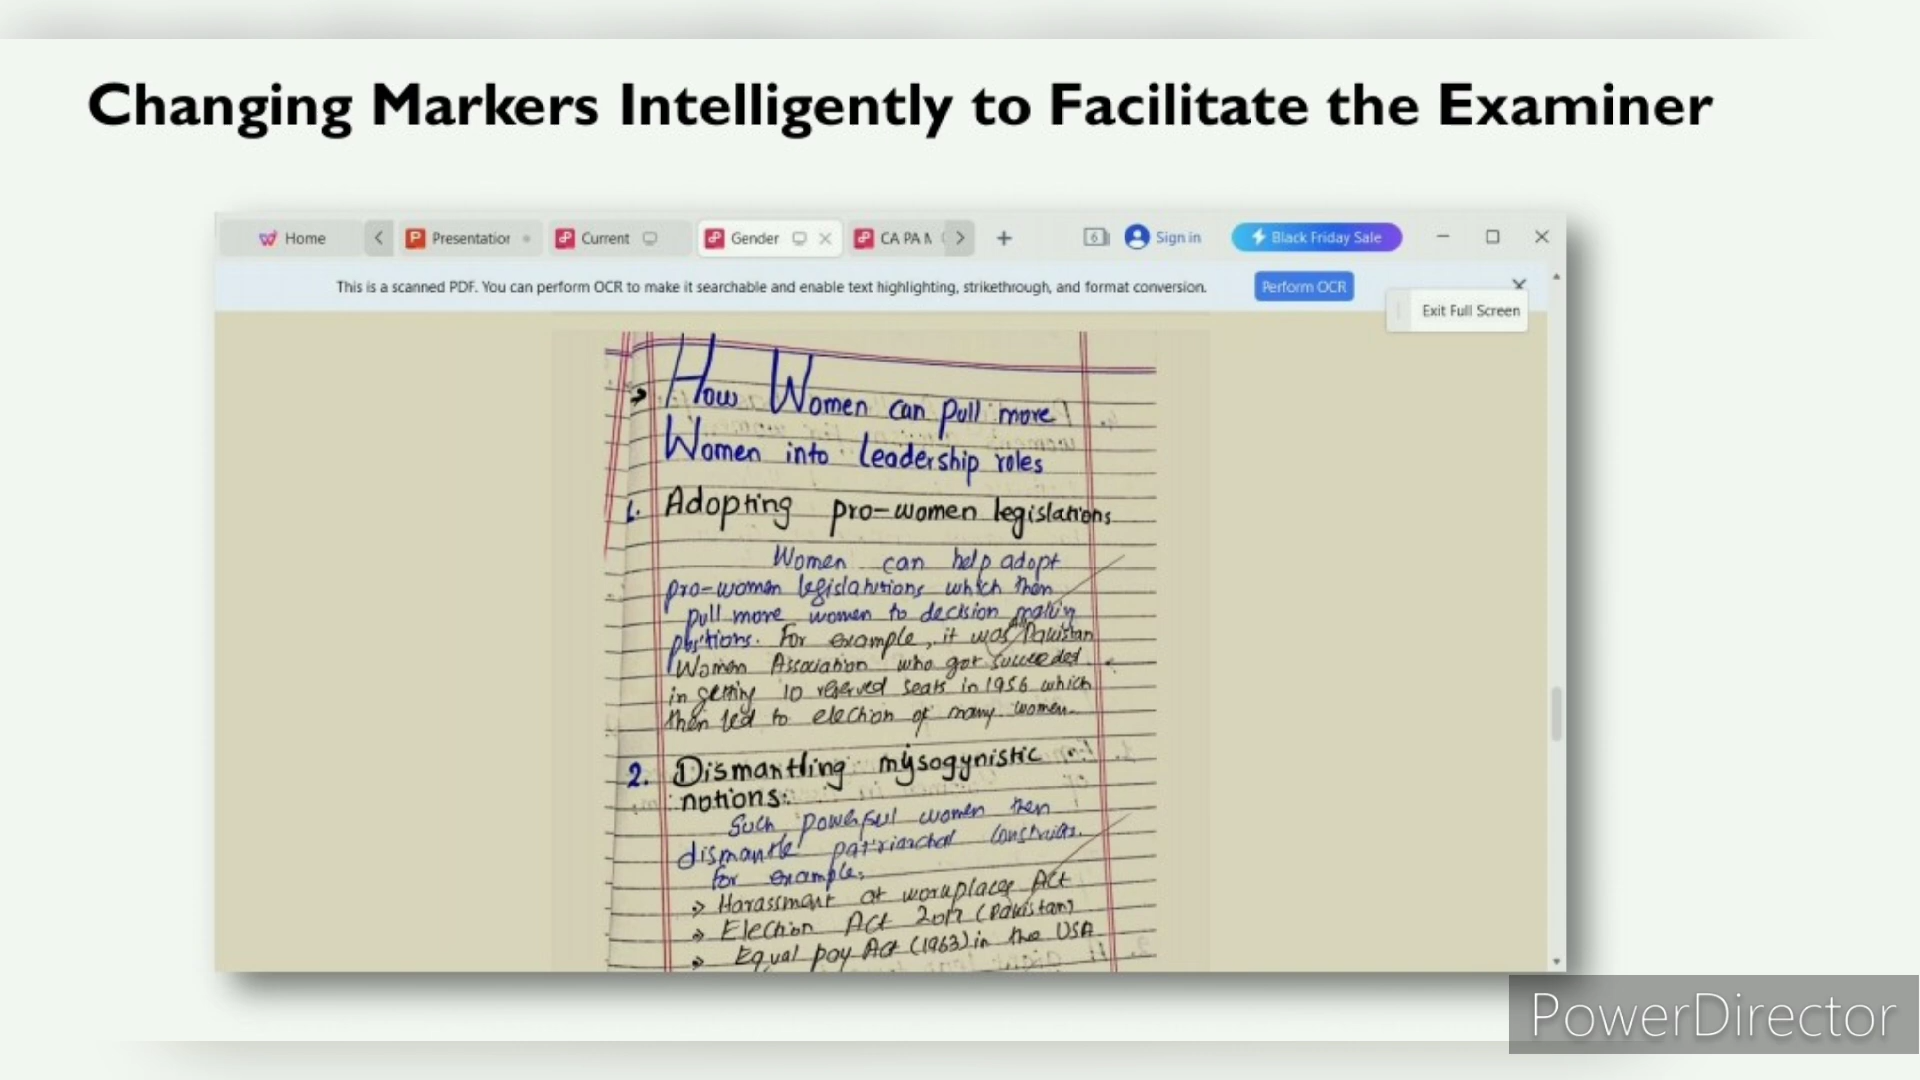 Changing Markers Intelligently to Facilitate the Examiner
Home Presentation Current Gender CA PA 6 Sign in Black Friday Sale
This is a scanned PDF. You can perform OCR to make it searchable and enable text highlighting, strikethrough, and format conversion. Perform OCR
Exit Full Screen
How Women can pull more
Women into leadership roles
1. Adopting pro-women legislations
Women can help adopt
pro-women legislations which then
pull more women to decision making
positions. For example, it was All Pakistan
Women Association who got succeeded
in getting 10 reserved seats in 1956 which
then led to election of many women.
2. Dismantling mysogynistic
notions:
Such powerful women then
dismantle patriarchal constructs.
for example,
Harassment at workplaces Act
Election Act 2017 (Pakistan)
Equal pay Act (1963) in the USA
PowerDirector